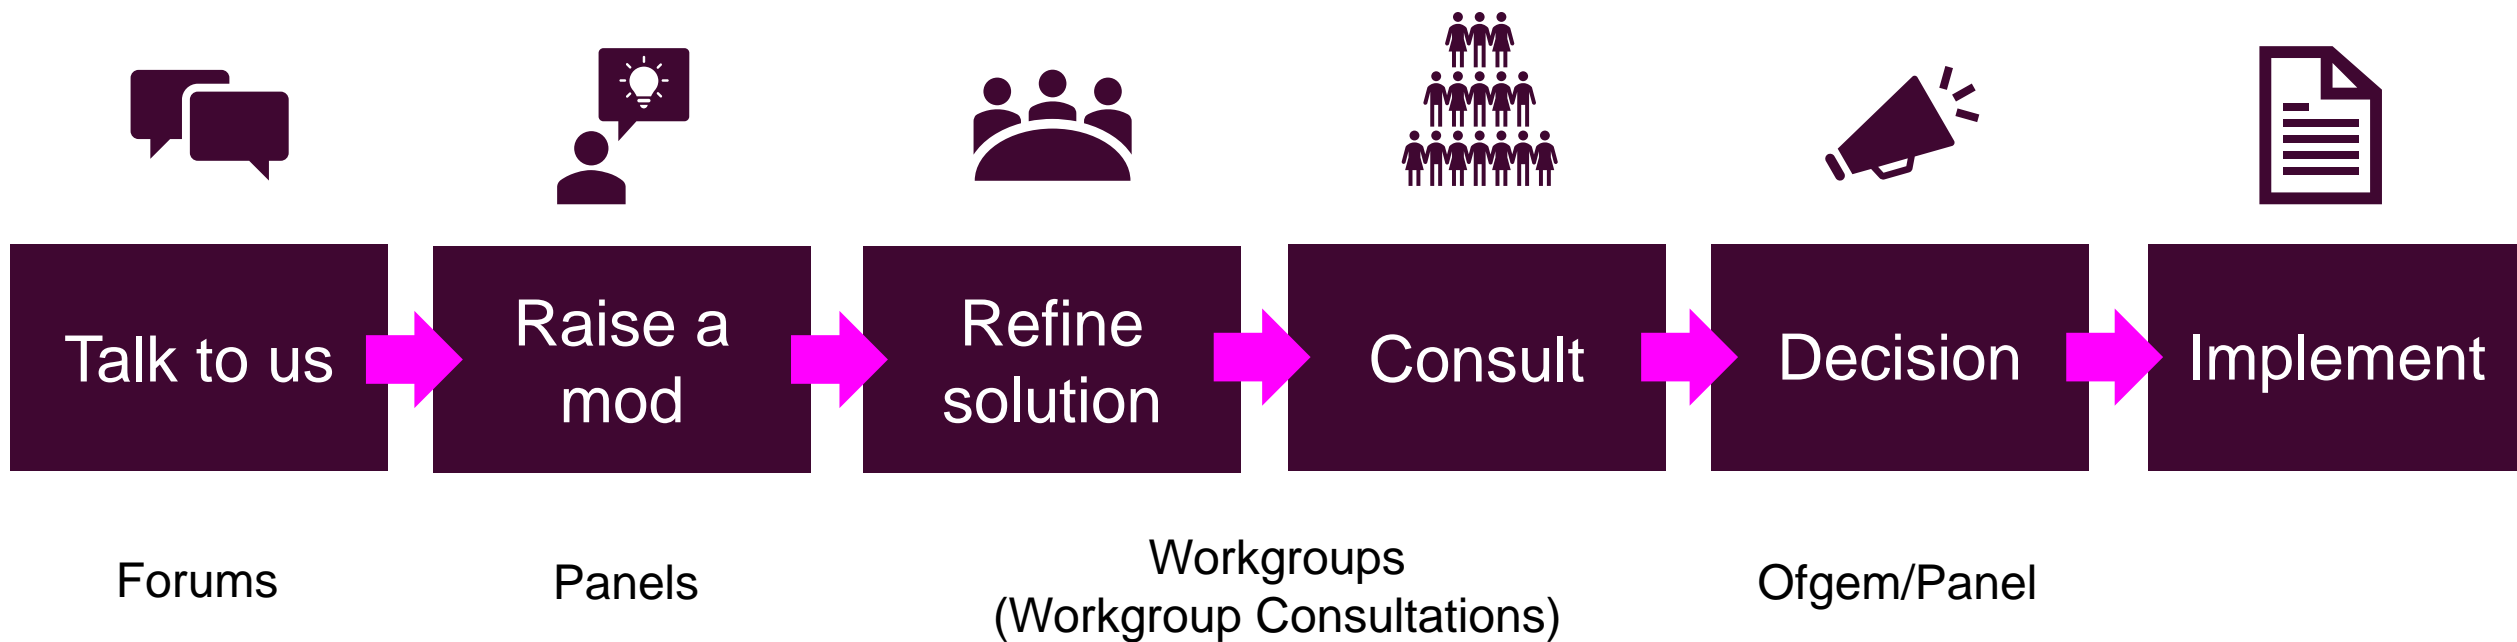 Talk to us
Raise a
mod
Refine
solution
Consult
Decision
Implement
Forums
Panels
Workgroups
(Workgroup Consultations)
Ofgem/Panel